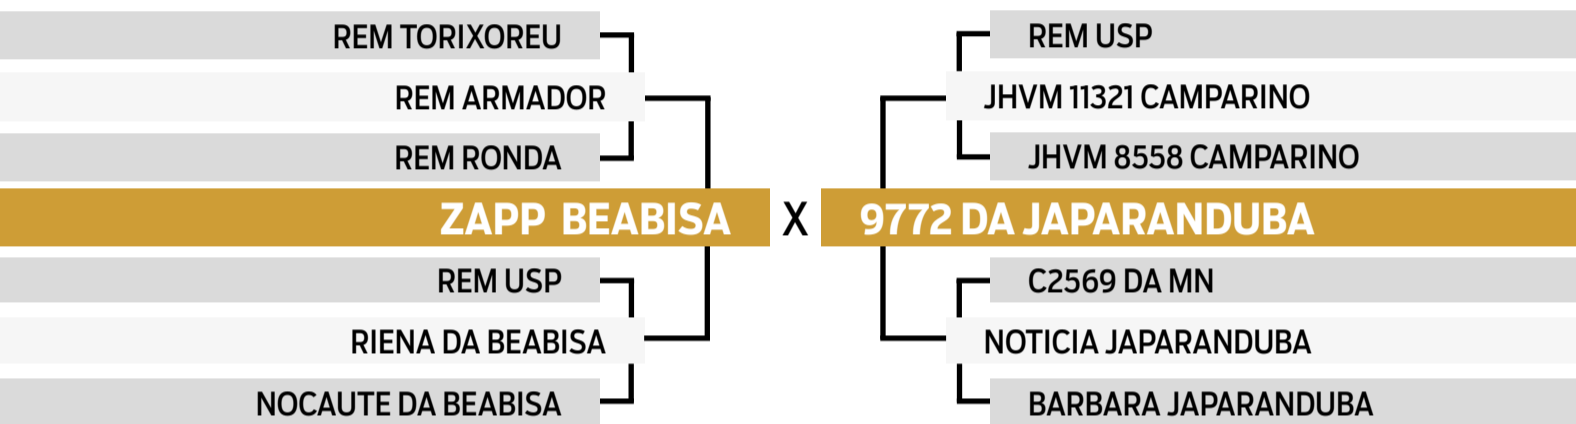 REM TORIXOREU
REM ARMADOR
REM RONDA
ZAPP BEABISA
REM USP
RIENA DA BEABISA
NOCAUTE DA BEABISA
X
REM USP
JHVM 11321 CAMPARINO
JHVM 8558 CAMPARINO
9772 DA JAPARANDUBA
C2569 DA MN
NOTICIA JAPARANDUBA
BARBARA JAPARANDUBA